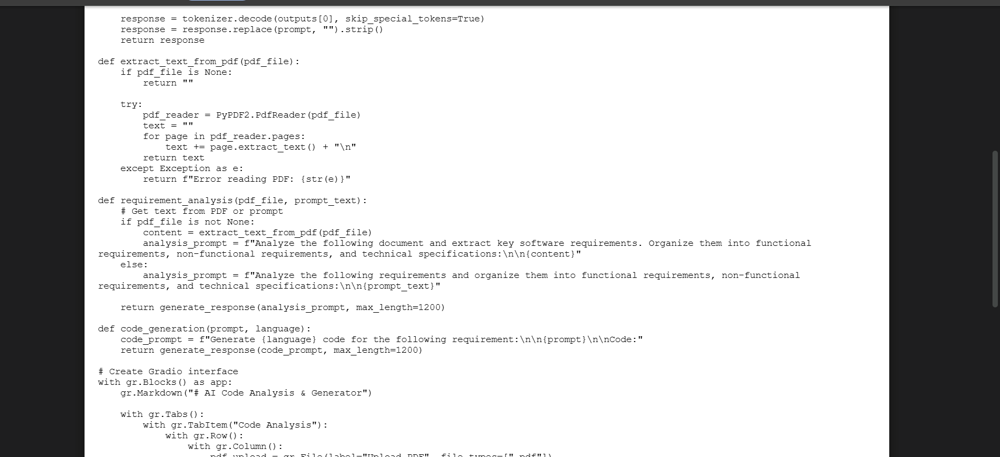 response = tokenizer.decode(outputs[0], skip_special_tokens=True)
    response = response.replace(prompt, "").strip()
    return response

def extract_text_from_pdf(pdf_file):
    if pdf_file is None:
        return ""

    try:
        pdf_reader = PyPDF2.PdfReader(pdf_file)
        text = ""
        for page in pdf_reader.pages:
            text += page.extract_text() + "\n"
        return text
    except Exception as e:
        return f"Error reading PDF: {str(e)}"

def requirement_analysis(pdf_file, prompt_text):
    # Get text from PDF or prompt
    if pdf_file is not None:
        content = extract_text_from_pdf(pdf_file)
        analysis_prompt = f"Analyze the following document and extract key software requirements. Organize them into functional
requirements, non-functional requirements, and technical specifications:\n\n{content}"
    else:
        analysis_prompt = f"Analyze the following requirements and organize them into functional requirements, non-functional
requirements, and technical specifications:\n\n{prompt_text}"

    return generate_response(analysis_prompt, max_length=1200)

def code_generation(prompt, language):
    code_prompt = f"Generate {language} code for the following requirement:\n\n{prompt}\n\nCode:"
    return generate_response(code_prompt, max_length=1200)

# Create Gradio interface
with gr.Blocks() as app:
    gr.Markdown("# AI Code Analysis & Generator")

    with gr.Tabs():
        with gr.TabItem("Code Analysis"):
            with gr.Row():
                with gr.Column():
                    pdf_upload = gr.File(label="Upload PDF", file_types=[".pdf"])